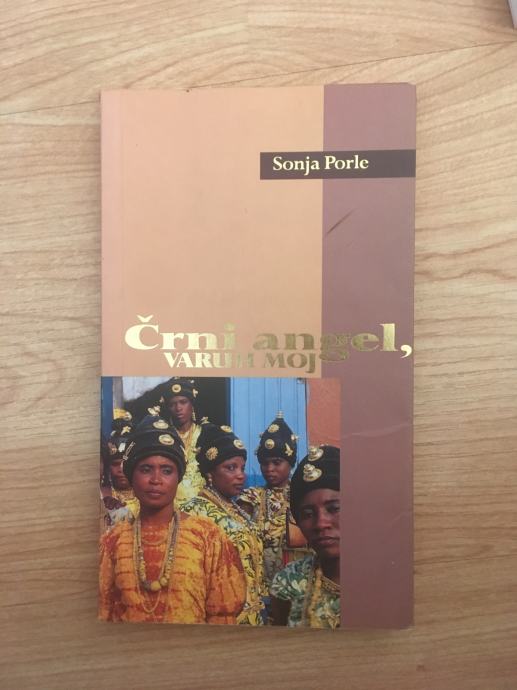 Sonja Porle
Črni angel,
VARUH MOJ